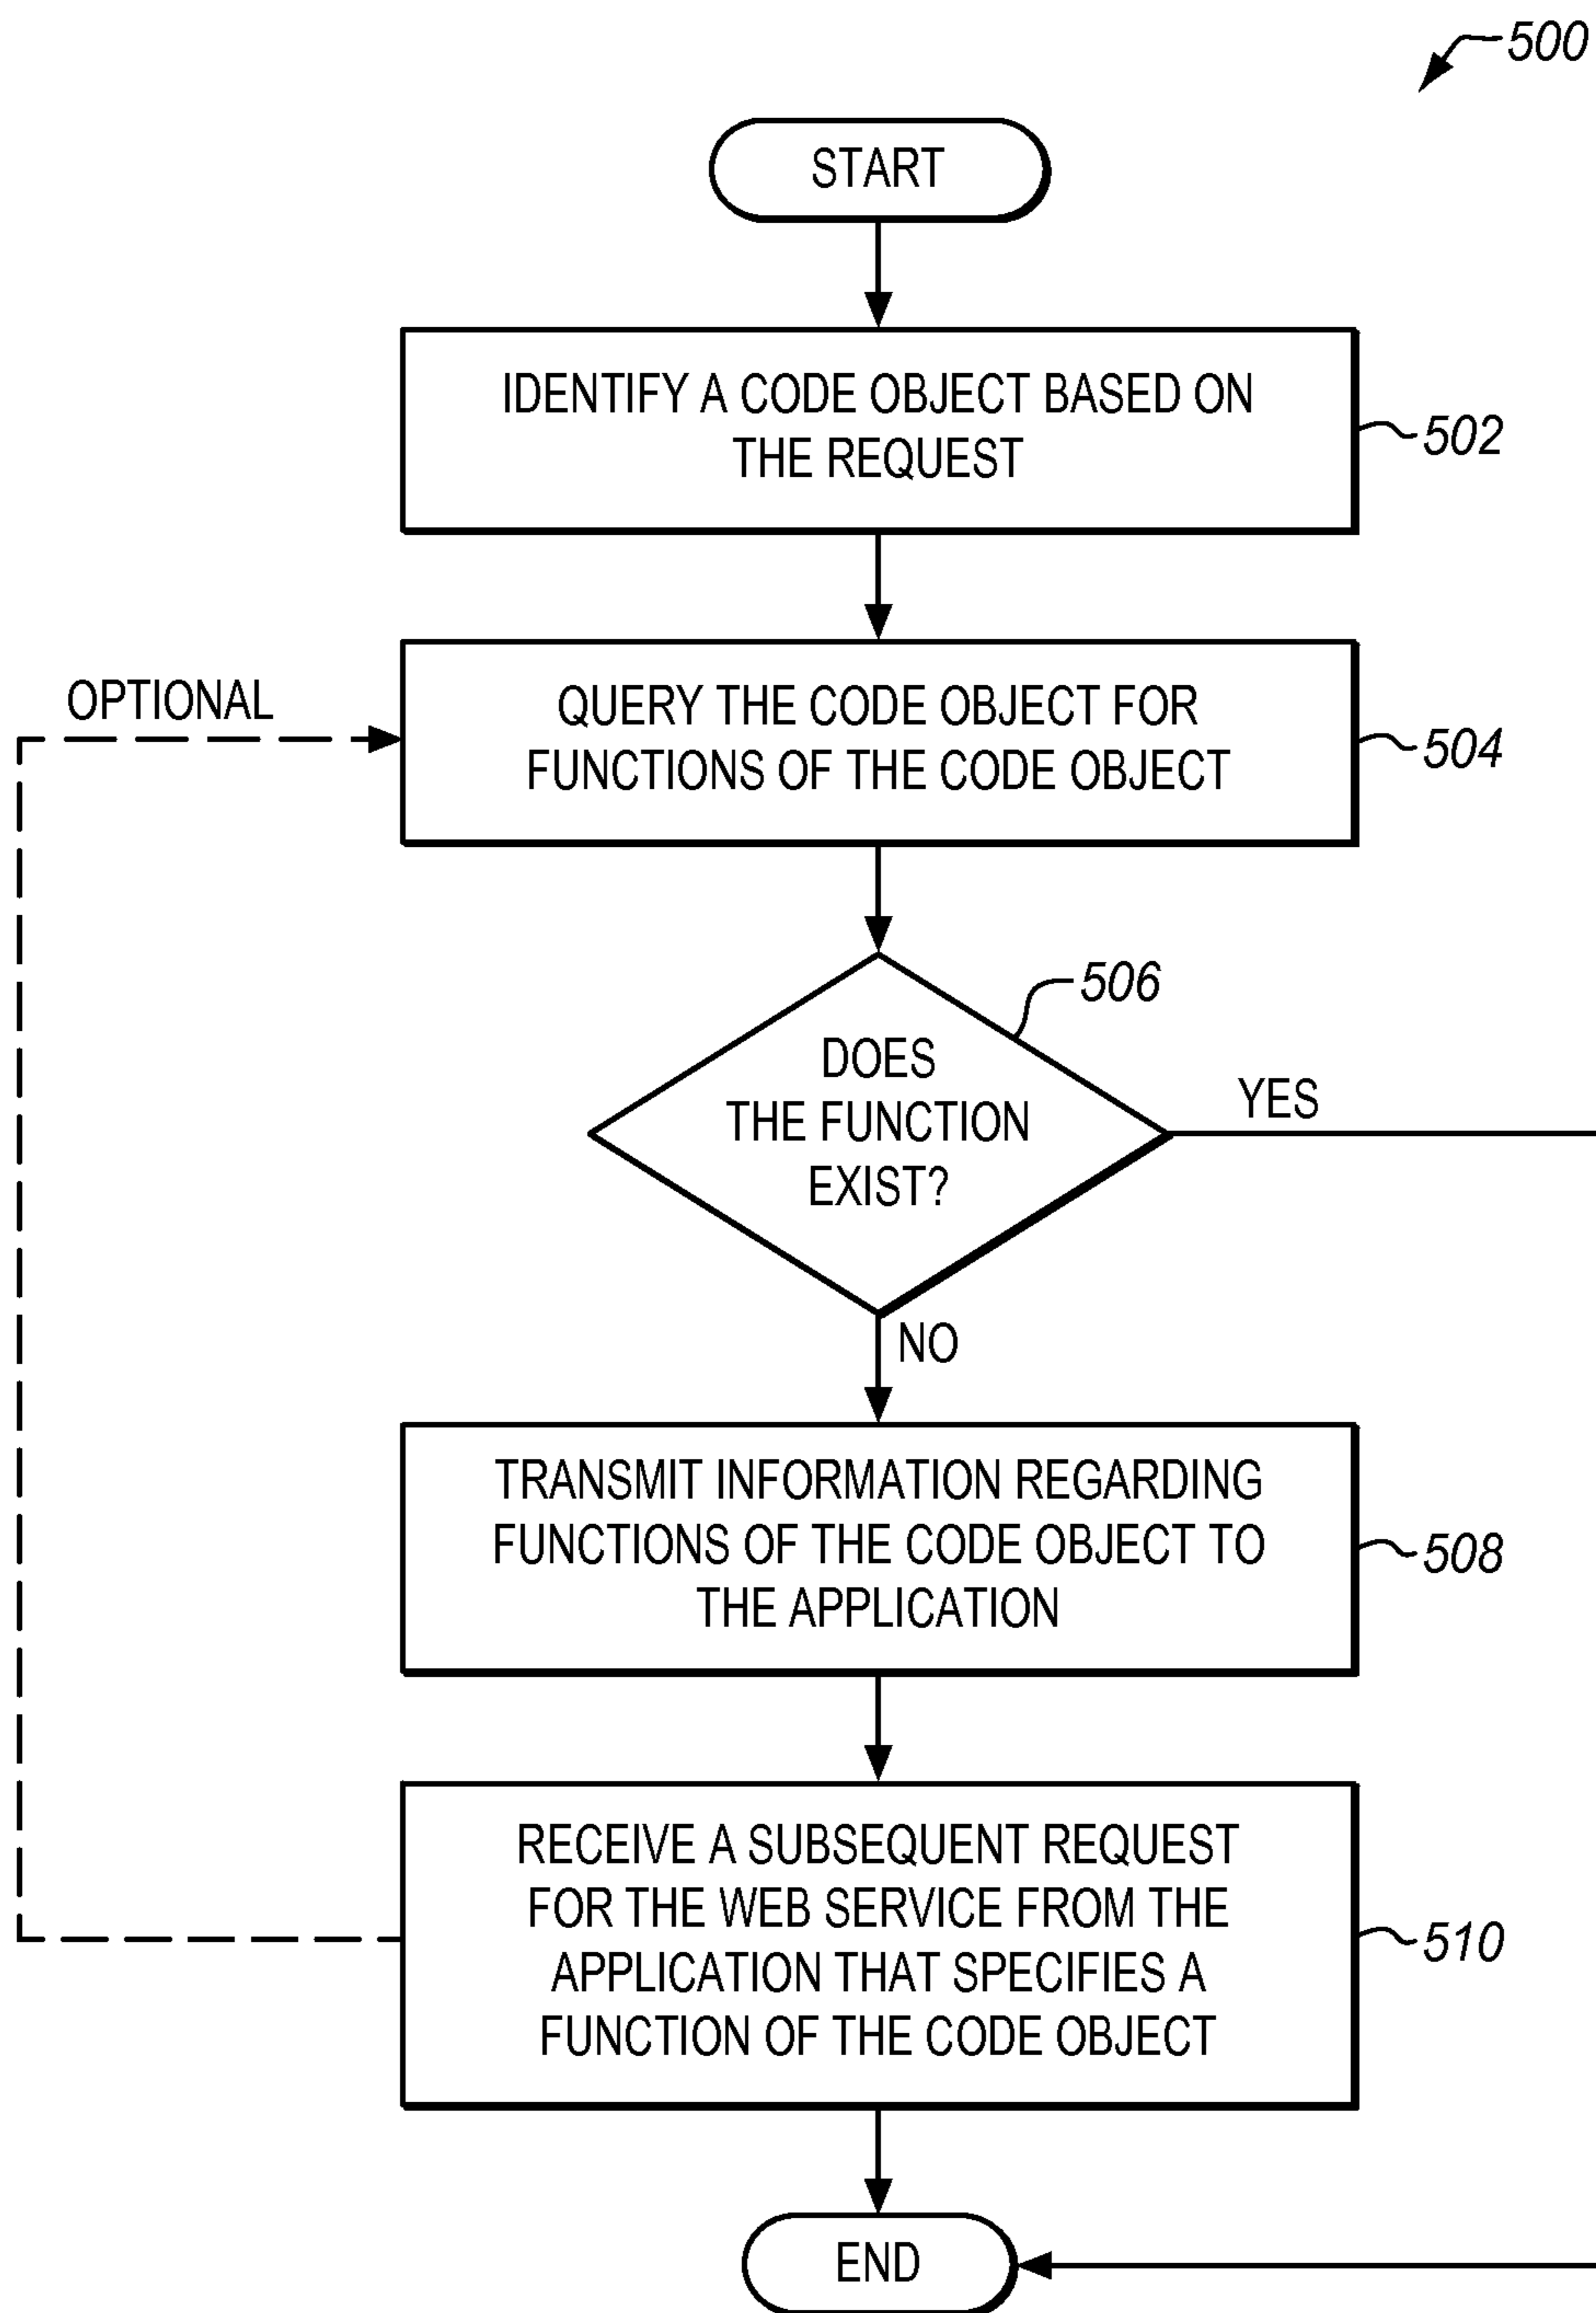 500
START
IDENTIFY A CODE OBJECT BASED ON
THE REQUEST
502
OPTIONAL
QUERY THE CODE OBJECT FOR
FUNCTIONS OF THE CODE OBJECT
504
506
DOES
THE FUNCTION
EXIST?
YES
NO
TRANSMIT INFORMATION REGARDING
FUNCTIONS OF THE CODE OBJECT TO
THE APPLICATION
508
RECEIVE A SUBSEQUENT REQUEST
FOR THE WEB SERVICE FROM THE
APPLICATION THAT SPECIFIES A
FUNCTION OF THE CODE OBJECT
510
END